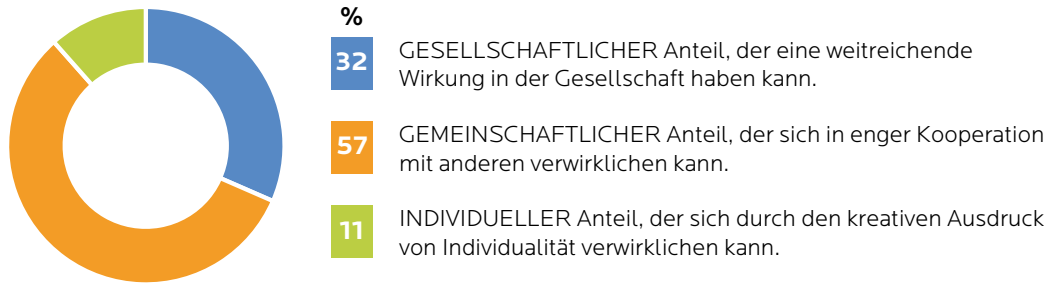 %
32
GESELLSCHAFTLICHER Anteil, der eine weitreichende
Wirkung in der Gesellschaft haben kann.
57
GEMEINSCHAFTLICHER Anteil, der sich in enger Kooperation
mit anderen verwirklichen kann.
11
INDIVIDUELLER Anteil, der sich durch den kreativen Ausdruck
von Individualität verwirklichen kann.